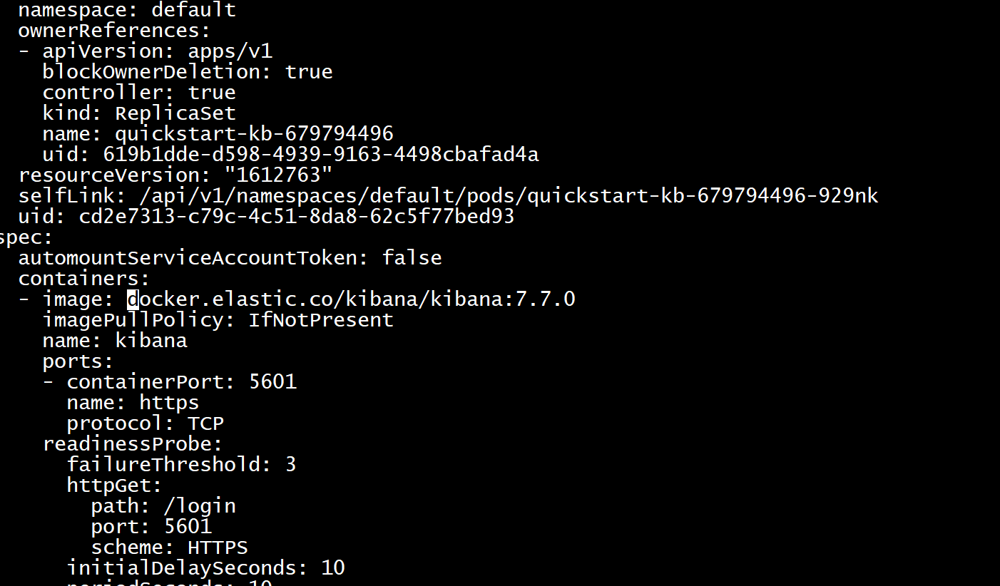 namespace: default
ownerReferences:
- apiVersion: apps/v1
blockOwnerDeletion: true
controller: true
kind: ReplicaSet
name: quickstart-kb-679794496
uid: 619b1dde-d598-4939-9163-4498cbafad4a
resourceVersion: "1612763"
selfLink: /api/v1/namespaces/default/pods/quickstart-kb-679794496-929nk
uid: cd2e7313-c79c-4c51-8da8-62c5f77bed93
spec:
automountServiceAccountToken: false
containers:
- image: docker.elastic.co/kibana/kibana:7.7.0
imagePullPolicy: IfNotPresent
name: kibana
ports:
- containerPort: 5601
name: https
protocol: TCP
readinessProbe:
failureThreshold: 3
httpGet:
path: /login
port: 5601
scheme: HTTPS
initialDelaySeconds: 10
periodSeconds: 10